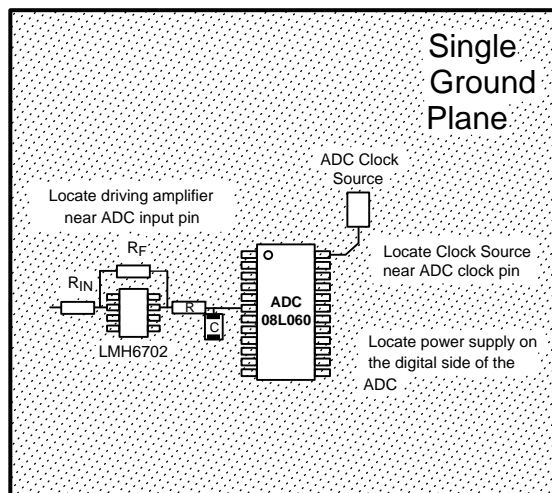 Single
Ground
Plane
ADC Clock
Source
Locate driving amplifier
near ADC input pin
RF
Locate Clock Source
near ADC clock pin
RIN
R
C
LMH6702
ADC
08L060
Locate power supply on
the digital side of the
ADC